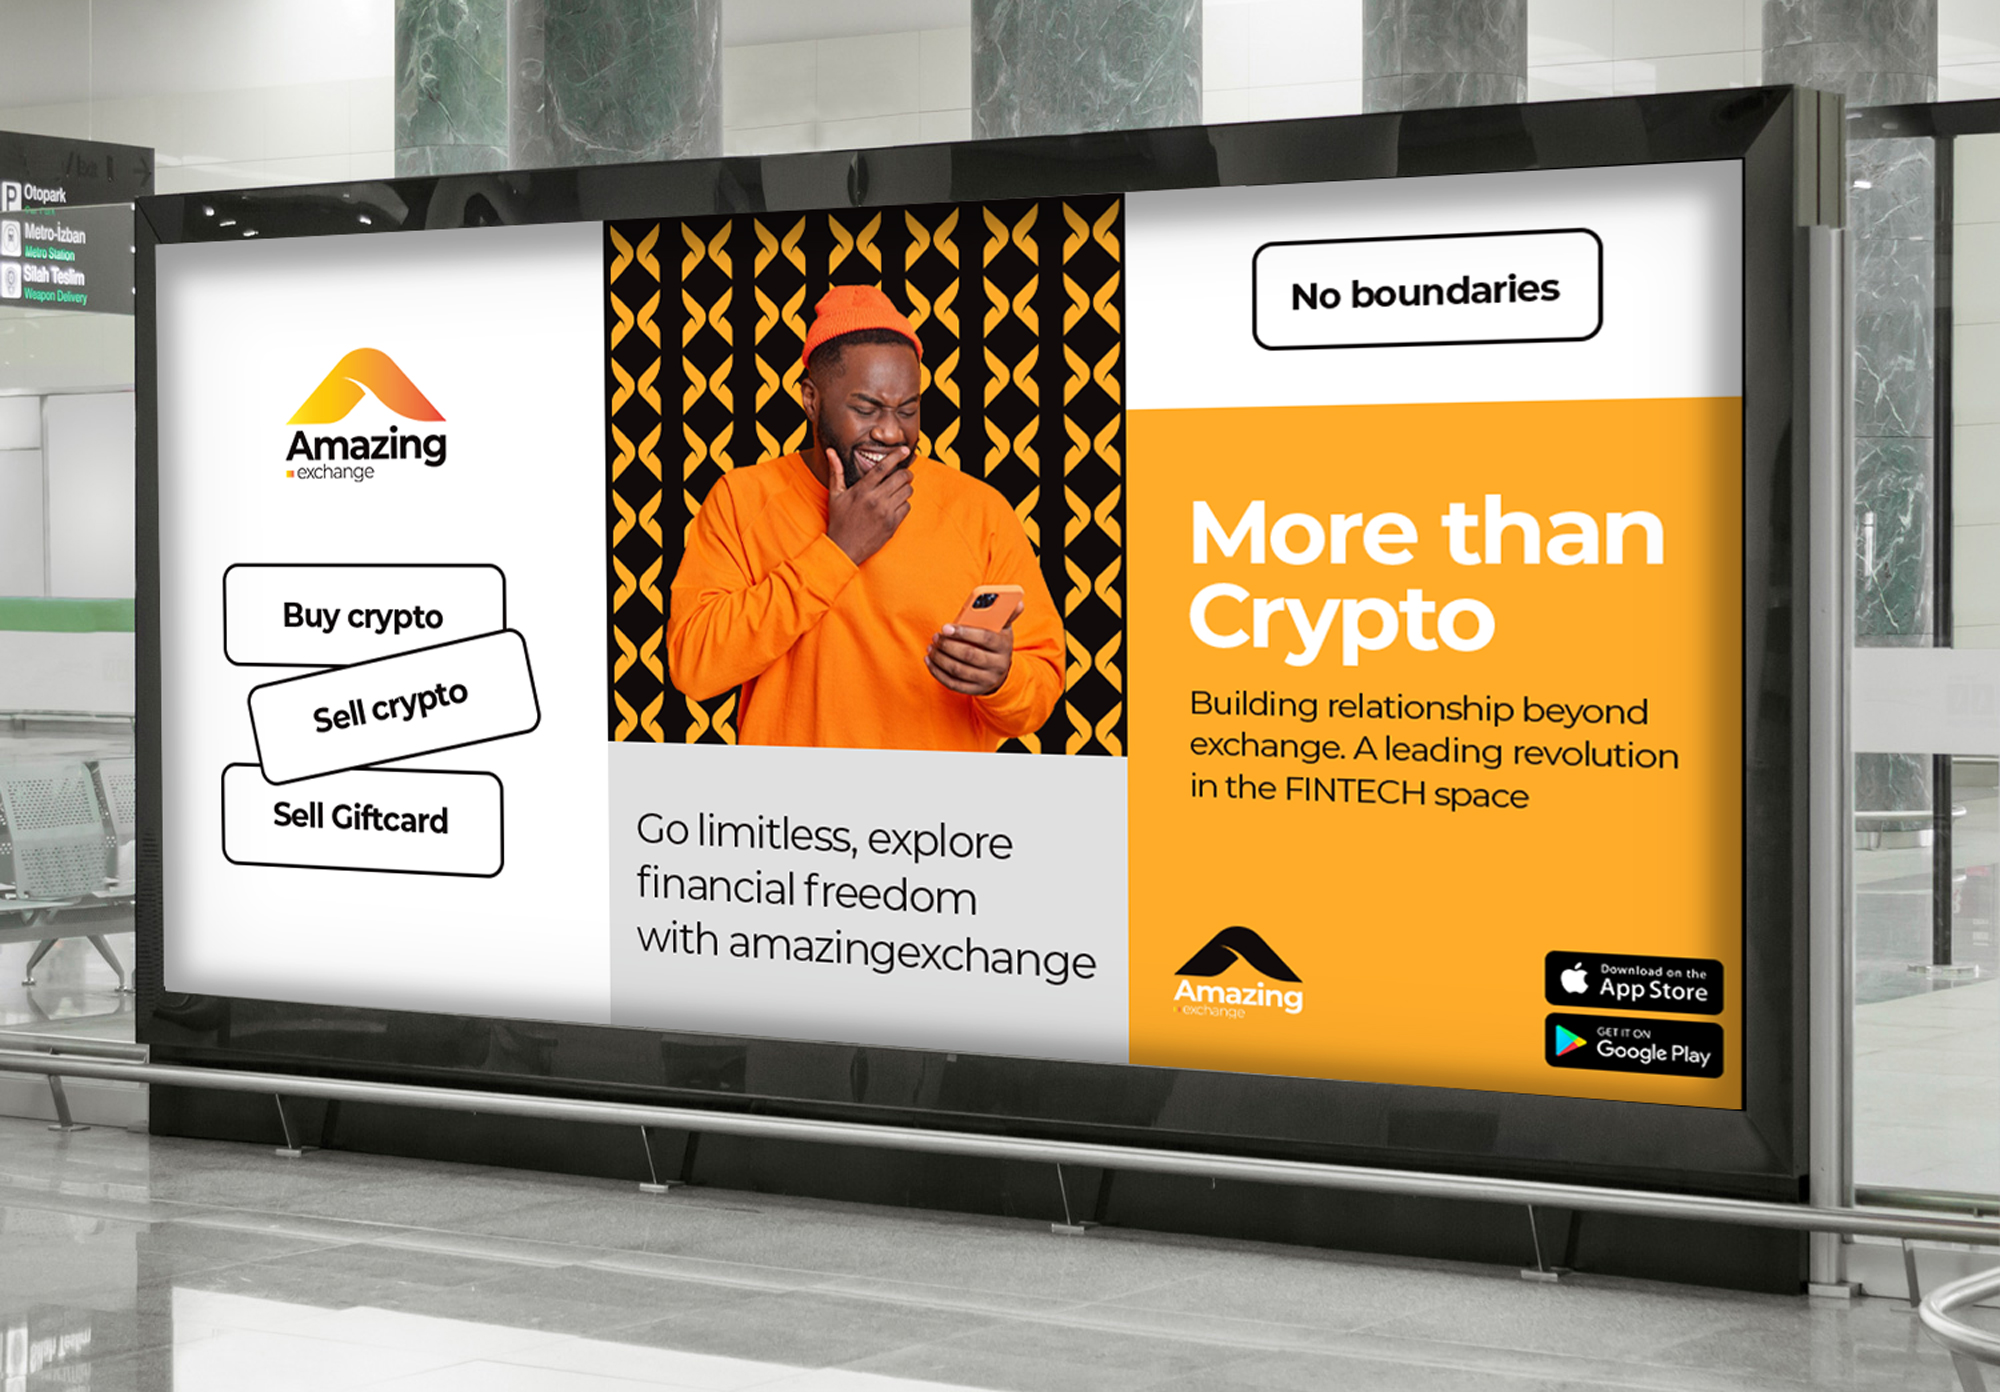 Otopark
Metro-İzban
Metro Station
Silah Teslim
Weapon Delivery
Amazing
exchange
Buy crypto
Sell crypto
Sell Giftcard
Go limitless, explore
financial freedom
with amazingexchange
No boundaries
More than
Crypto
Building relationship beyond
exchange. A leading revolution
in the FINTECH space
Amazing
exchange
Download on the
App Store
GET IT ON
Google Play